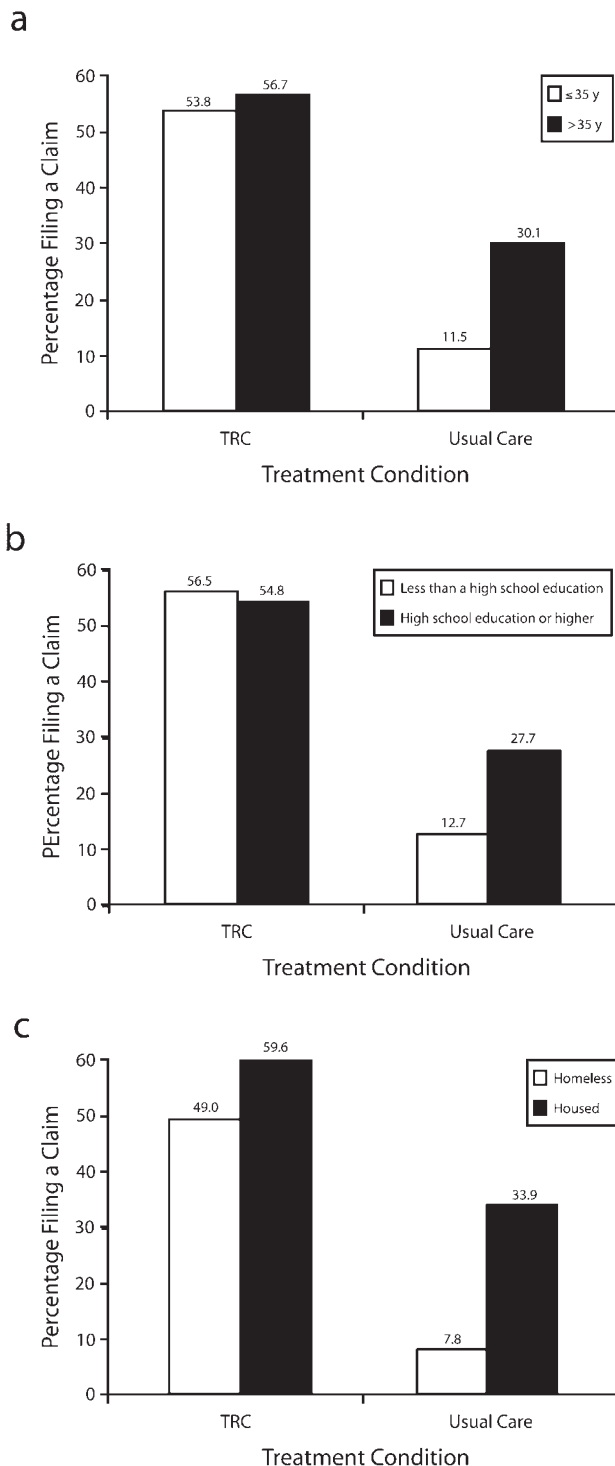 a
Percentage Filing a Claim
60
50
40
30
20
10
0
53.8
56.7
11.5
30.1
≤35 y
>35 y
TRC
Usual Care
Treatment Condition
b
PErcentage Filing a Claim
60
50
40
30
20
10
0
56.5
54.8
12.7
27.7
Less than a high school education
High school education or higher
TRC
Usual Care
Treatment Condition
c
Percentage Filing a Claim
60
50
40
30
20
10
0
49.0
59.6
7.8
33.9
Homeless
Housed
TRC
Usual Care
Treatment Condition